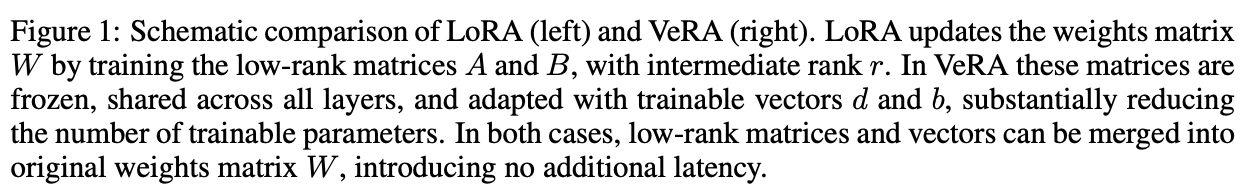 Figure 1: Schematic comparison of LoRA (left) and VeRA (right). LoRA updates the weights matrix
W by training the low-rank matrices A and B, with intermediate rank r. In VeRA these matrices are
frozen, shared across all layers, and adapted with trainable vectors d and b, substantially reducing
the number of trainable parameters. In both cases, low-rank matrices and vectors can be merged into
original weights matrix W, introducing no additional latency.